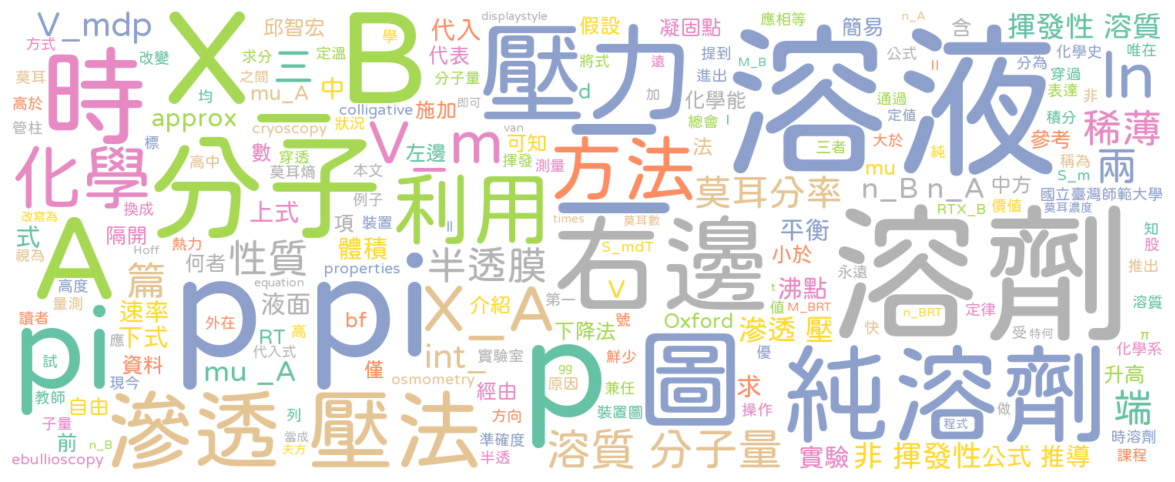 V_mdp
邱智宏
displaystyle
代入
假設
凝固點
應相等
簡易
n_A
含
揮發性 溶質
方式
改變
時
X
B
壓力
溶液
ln
求分
三
中
代表
將式
遠
提到
公式
II
化學史
唯在
莫耳
之間
分子量
學
M_B
進出
分為
穿過
高於
均
mu_A
colligative
即可
d
化學能
通過
非
表達
管柱
approx
施加
加
總會
l
定值
積分
稀薄
標
cryoscopy
狀況
V_m
van
可知
法
三者
大於
參考
化學
分子
數
穿透
左邊
揮發
測量
方法
mu
純
稱為
兩
高中
莫耳熵
本文
利用
莫耳分率
n_B
n_A
中方
S_m
國立臺灣師範大學
改寫為
換成
上式
項
例子
裝置
ll
times
莫耳數
RTX_B
價值
莫耳濃度
式
視為
A
隔開
體積
右邊
平衡
知
熱力
何者
性質
Hoff
properties
半透膜
S_mdT
小於
溶劑
股
高度
篇
equation
永遠
推出
量測
液面
pi
p
pi
X_A
介紹
第一
V
t
沸點
值
M_BRT
n_BRT
定律
溶質
讀者
速率
外在
高
bf
下降法
號
Oxford
滲透 壓
快
受
特何
π
應
下式
RT
代入式
int_
實驗室
p
圖
優
化學系
試
資料
僅
gg
鮮少
純 溶劑
現今
mu _A
osmometry
經由
原因
兼任
求
升高
教師
自由
滲透 壓法
方向
裝置圖
操作
做
端
子量
列
程式
前
n_B
當成
準確度
溶質 分子量
實驗
非 揮發性
公式 推導
時溶劑
ebullioscopy
夫方
半透
課程